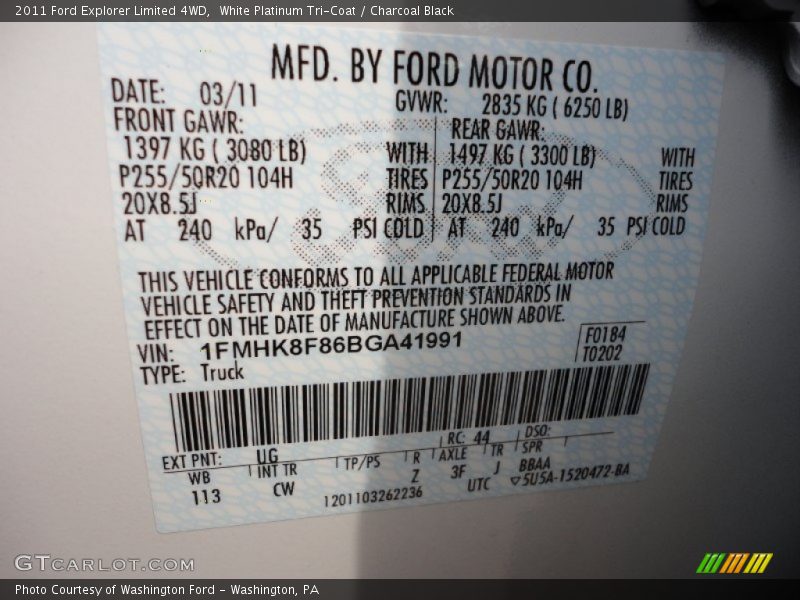 2011 Ford Explorer Limited 4WD,  White Platinum Tri-Coat / Charcoal Black
MFD. BY FORD MOTOR CO.
DATE: 03/11 GVWR: 2835 KG ( 6250 LB)
FRONT GAWR: REAR GAWR:
1397 KG ( 3080 LB) WITH 1497 KG ( 3300 LB) WITH
P255/50R20 104H TIRES P255/50R20 104H TIRES
20X8.5J RIMS 20X8.5J RIMS
AT 240 kPa/ 35 PSI COLD AT 240 kPa/ 35 PSI COLD
THIS VEHICLE CONFORMS TO ALL APPLICABLE FEDERAL MOTOR
VEHICLE SAFETY AND THEFT PREVENTION STANDARDS IN
EFFECT ON THE DATE OF MANUFACTURE SHOWN ABOVE.
VIN: 1FMHK8F86BGA41991 F0184
TYPE: Truck T0202
EXT PNT: UG RC: 44 DSO:
WB INT TR TP/PS R AXLE TR SPR
113 CW Z 3F J BBAA
1201103262236 UTC ▽5U5A-1520472-BA
GTCARLOT.COM
Photo Courtesy of Washington Ford - Washington, PA